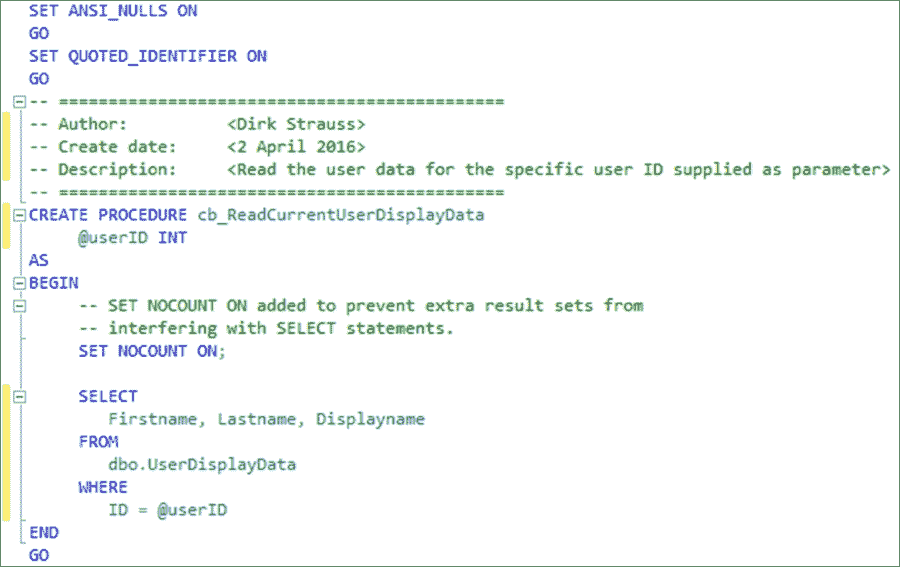 SET ANSI_NULLS ON
GO
SET QUOTED_IDENTIFIER ON
GO
-- =============================================
-- Author:          <Dirk Strauss>
-- Create date:     <2 April 2016>
-- Description:     <Read the user data for the specific user ID supplied as parameter>
-- =============================================
CREATE PROCEDURE cb_ReadCurrentUserDisplayData
     @userID INT
AS
BEGIN
     -- SET NOCOUNT ON added to prevent extra result sets from
     -- interfering with SELECT statements.
     SET NOCOUNT ON;
     SELECT
        Firstname, Lastname, Displayname
     FROM
        dbo.UserDisplayData
     WHERE
        ID = @userID
END
GO